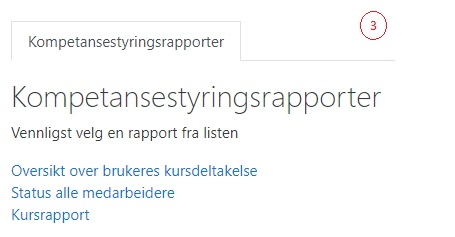 Kompetansestyringsrapporter
3
Kompetansestyringsrapporter
Vennligst velg en rapport fra listen
Oversikt over brukeres kursdeltakelse
Status alle medarbeidere
Kursrapport